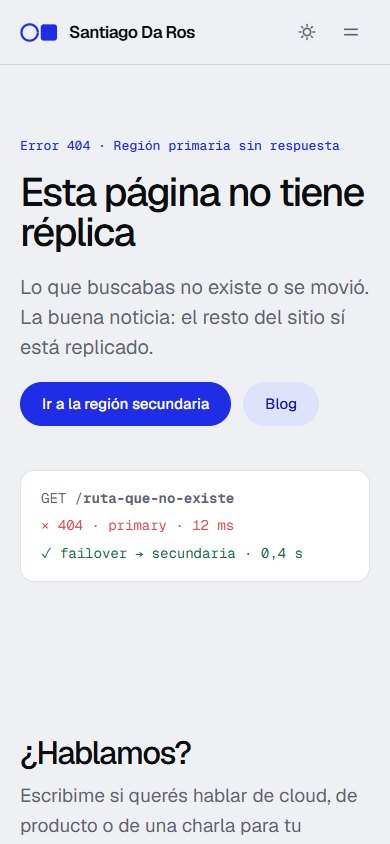 Santiago Da Ros
Error 404 · Región primaria sin respuesta
Esta página no tiene
réplica
Lo que buscabas no existe o se movió.
La buena noticia: el resto del sitio sí
está replicado.
Ir a la región secundaria
Blog
GET /ruta-que-no-existe
× 404 · primary · 12 ms
✓ failover → secundaria · 0,4 s
¿Hablamos?
Escribime si querés hablar de cloud, de
producto o de una charla para tu